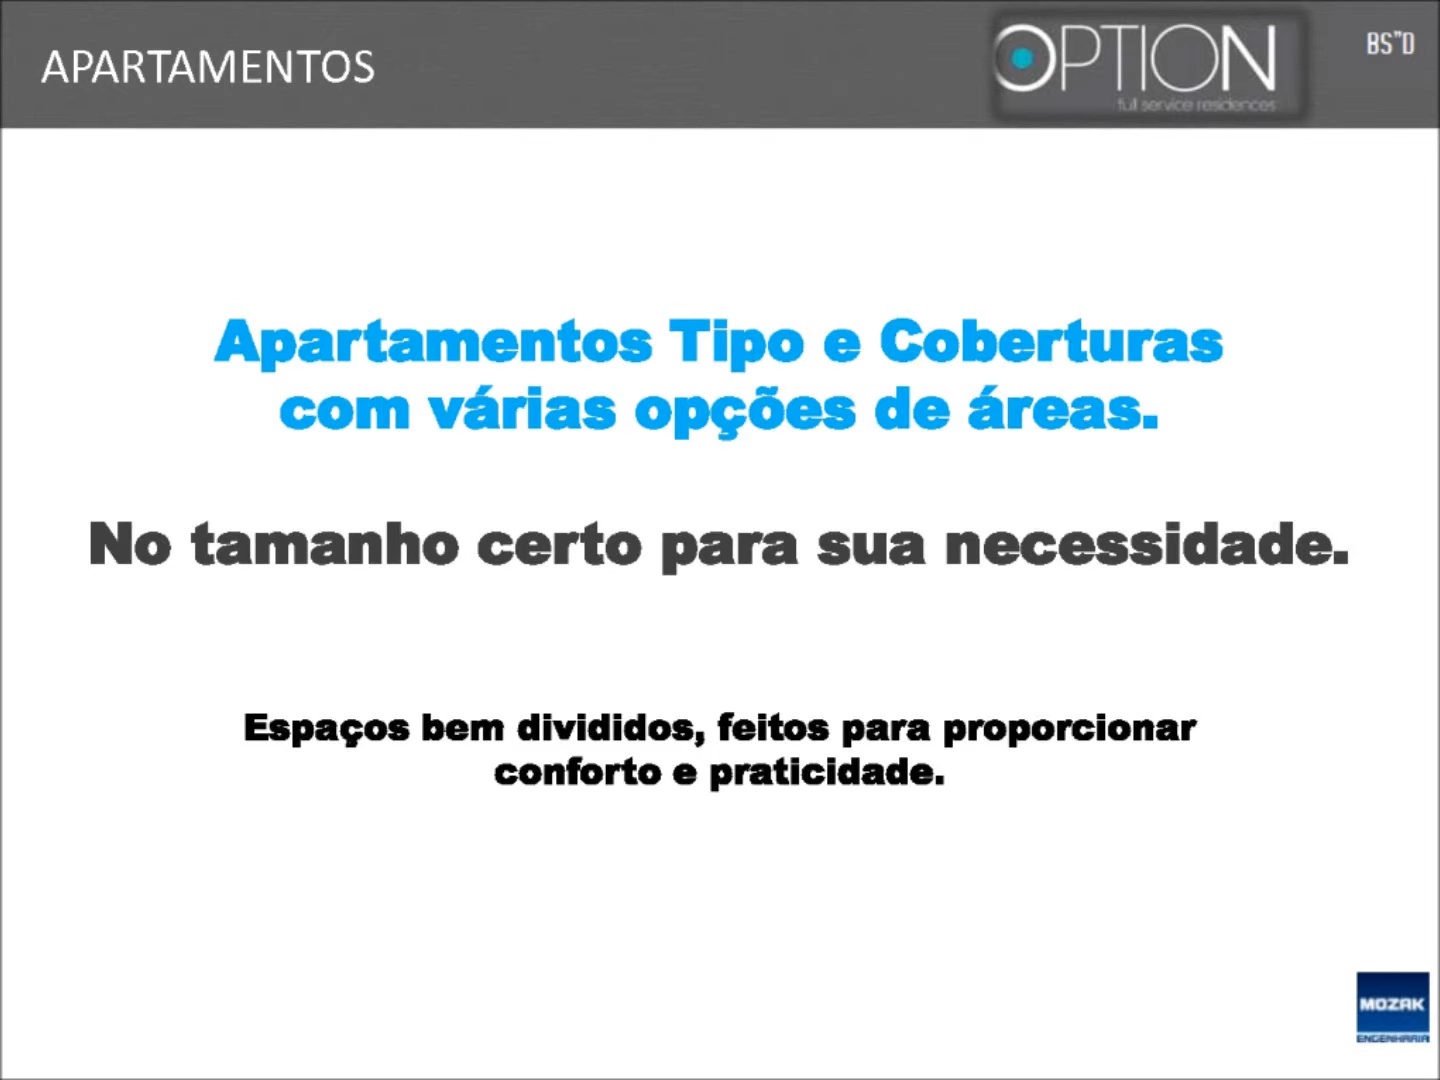 APARTAMENTOS
OPTION
full service residences
BS"D
Apartamentos Tipo e Coberturas
com várias opções de áreas.
No tamanho certo para sua necessidade.
Espaços bem divididos, feitos para proporcionar
conforto e praticidade.
MOZAK
ENGENHARIA